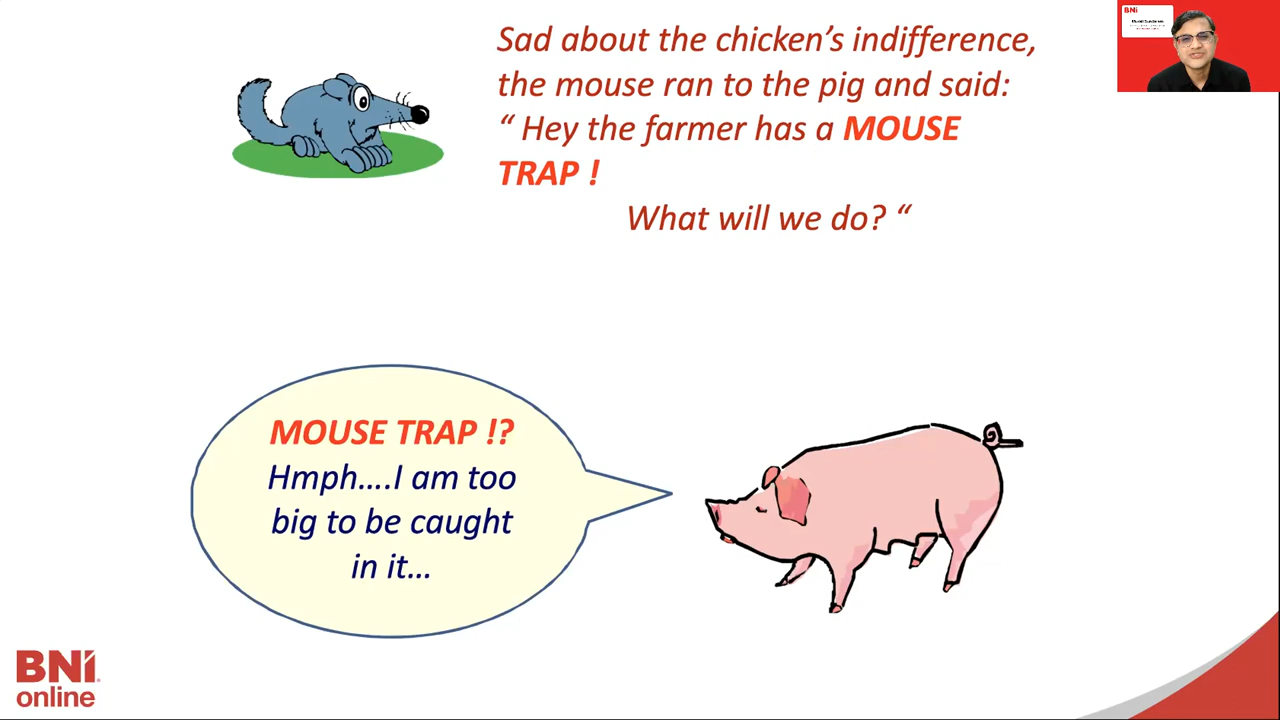 Sad about the chicken’s indifference,
the mouse ran to the pig and said:
“ Hey the farmer has a MOUSE
TRAP !
What will we do? “
BNI
MOUSE TRAP !?
Hmph....I am too
big to be caught
in it…
BNI
online